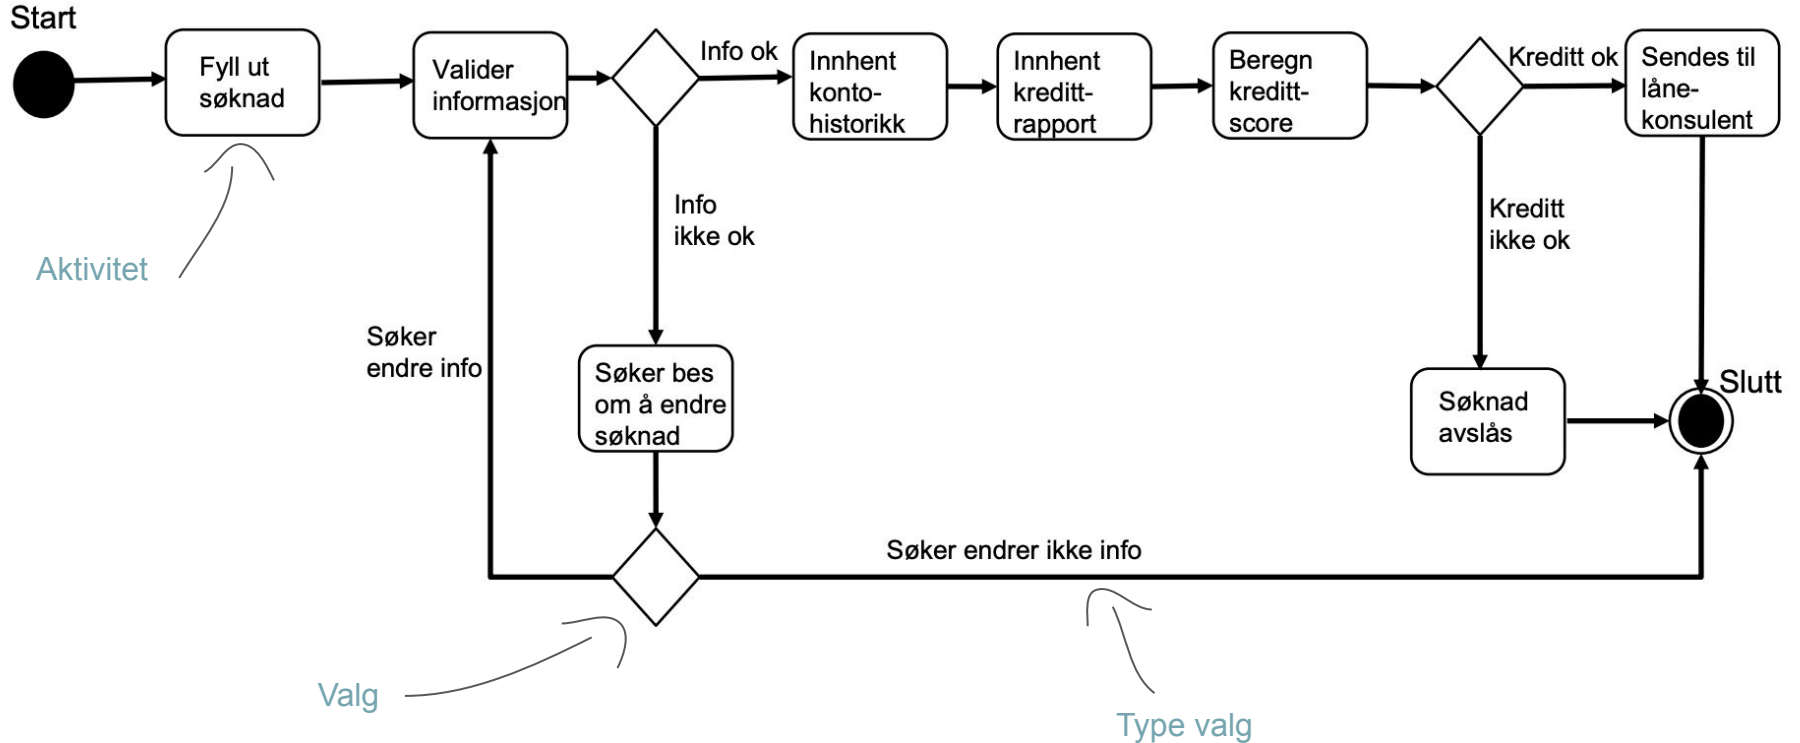 Start
Fyll ut
søknad
Valider
informasjon
Info ok
Innhent
konto-
historikk
Innhent
kreditt-
rapport
Beregn
kreditt-
score
Kreditt ok
Sendes til
låne-
konsulent
Aktivitet
Info
ikke ok
Kreditt
ikke ok
Søker
endre info
Søker bes
om å endre
søknad
Søknad
avslås
Slutt
Søker endrer ikke info
Valg
Type valg